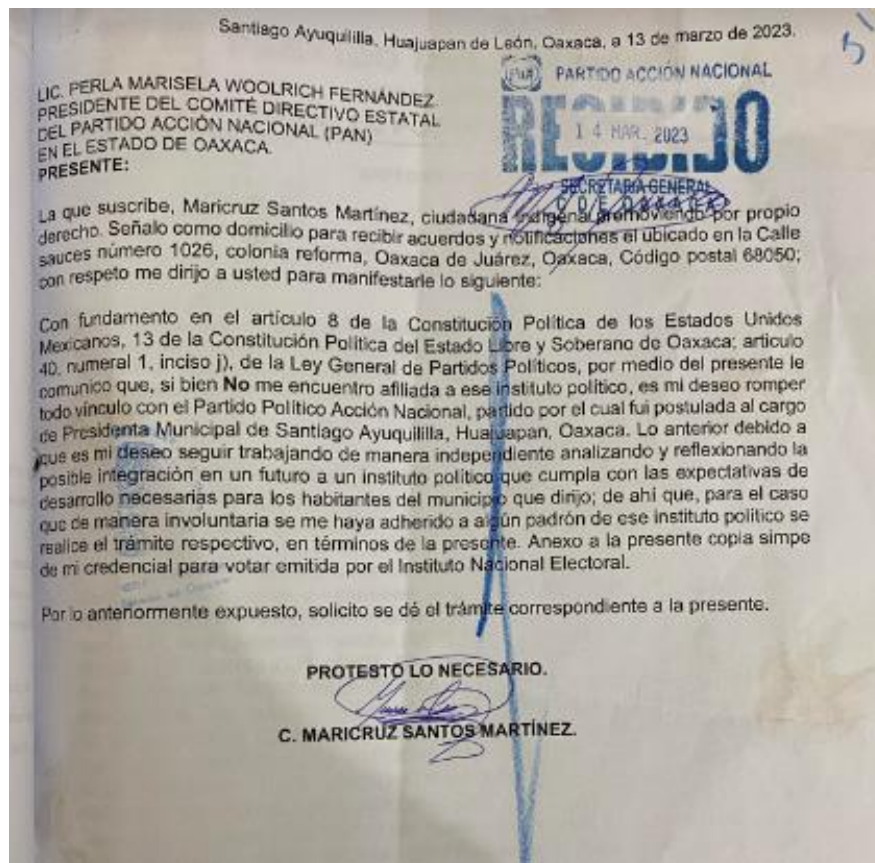 Santiago Ayuquililla, Huajuapan de León, Oaxaca, a 13 de marzo de 2023.
LIC. PERLA MARISELA WOOLRICH FERNÁNDEZ
PRESIDENTE DEL COMITÉ DIRECTIVO ESTATAL
DEL PARTIDO ACCIÓN NACIONAL (PAN)
EN EL ESTADO DE OAXACA.
PRESENTE:
PARTIDO ACCIÓN NACIONAL
RECIBIDO
14 MAR. 2023
SECRETARIA GENERAL
CDE OAXACA
La que suscribe, Maricruz Santos Martínez, ciudadana indígena promoviendo por propio
derecho. Señalo como domicilio para recibir acuerdos y notificaciones el ubicado en la Calle
sauces número 1026, colonia reforma, Oaxaca de Juárez, Oaxaca, Código postal 68050;
con respeto me dirijo a usted para manifestarle lo siguiente:
Con fundamento en el artículo 8 de la Constitución Política de los Estados Unidos
Mexicanos, 13 de la Constitución Política del Estado Libre y Soberano de Oaxaca; articulo
40, numeral 1, inciso j), de la Ley General de Partidos Políticos, por medio del presente le
comunico que, si bien No me encuentro afiliada a ese instituto político, es mi deseo romper
todo vínculo con el Partido Político Acción Nacional, partido por el cual fui postulada al cargo
de Presidenta Municipal de Santiago Ayuquililla, Huajuapan, Oaxaca. Lo anterior debido a
que es mi deseo seguir trabajando de manera independiente analizando y reflexionando la
posible integración en un futuro a un instituto político que cumpla con las expectativas de
desarrollo necesarias para los habitantes del municipio que dirijo; de ahí que, para el caso
que de manera involuntaria se me haya adherido a algún padrón de ese instituto político se
realice el trámite respectivo, en términos de la presente. Anexo a la presente copia simpe
de mi credencial para votar emitida por el Instituto Nacional Electoral.
Por lo anteriormente expuesto, solicito se dé el trámite correspondiente a la presente.
PROTESTO LO NECESARIO.
C. MARICRUZ SANTOS MARTÍNEZ.